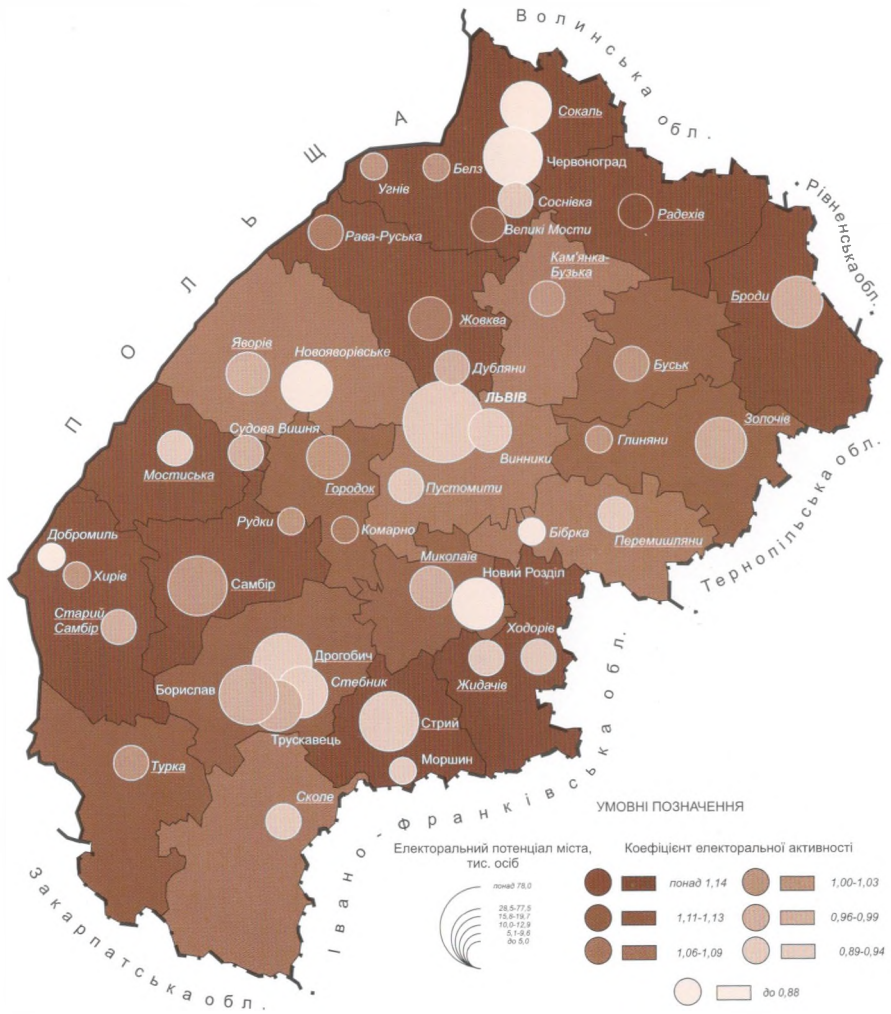 Волинська обл.
ПОЛЬЩА
Рівненська обл.
Сокаль
Червоноград
Белз
Угнів
Соснівка
Радехів
Великі Мости
Рава-Руська
Кам'янка-
Бузька
Броди
Жовква
Яворів
Новояворівське
Дубляни
Буськ
ЛЬВІВ
Золочів
Судова Вишня
Глиняни
Винники
Мостиська
Городок
Пустомити
Рудки
Комарно
Бібрка
Перемишляни
Тернопільська обл.
Добромиль
Хирів
Миколаїв
Новий Розділ
Самбір
Старий
Самбір
Ходорів
Дрогобич
Жидачів
Стебник
Борислав
Стрий
Трускавець
Моршин
Турка
Сколе
Івано-Франківська обл.
Закарпатська обл.
УМОВНІ ПОЗНАЧЕННЯ
Електоральний потенціал міста,
тис. осіб
понад 78,0
28,5-77,5
15,8-19,7
10,0-12,9
5,1-9,6
до 5,0
Коефіцієнт електоральної активності
понад 1,14
1,00-1,03
1,11-1,13
0,96-0,99
1,06-1,09
0,89-0,94
до 0,88